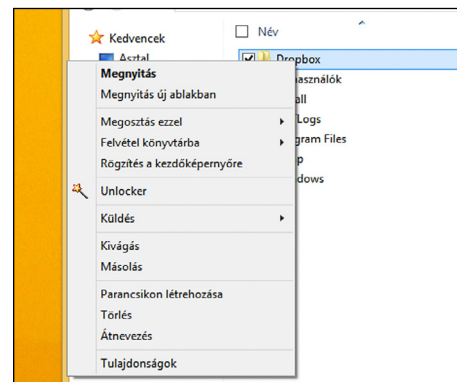 Kedvencek
Név
Asztal
Dropbox
Megnyitás
Megnyitás új ablakban
Megosztás ezzel
Felvétel könyvtárba
Rögzítés a kezdőképernyőre
Unlocker
Küldés
Kivágás
Másolás
Parancsikon létrehozása
Törlés
Átnevezés
Tulajdonságok
Files